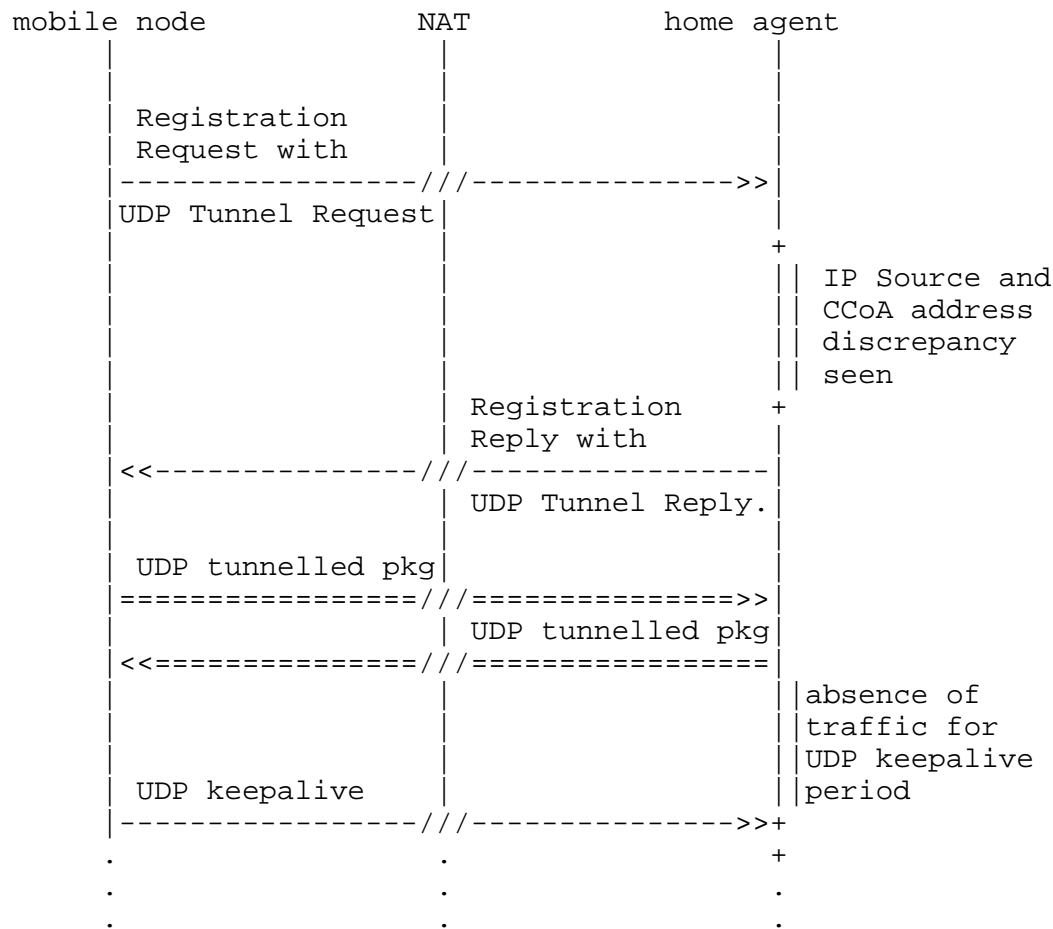 mobile node NAT home agent
Registration
Request with
-----------------///--------------->>
UDP Tunnel Request
+
IP Source and
CCoA address
discrepancy
seen
Registration +
Reply with
<<---------------///-----------------
UDP Tunnel Reply.
UDP tunnelled pkg
=================///===============>>
UDP tunnelled pkg
<<===============///=================
absence of
traffic for
UDP keepalive
UDP keepalive period
-----------------///--------------->>+
. . +
. . .
. . .